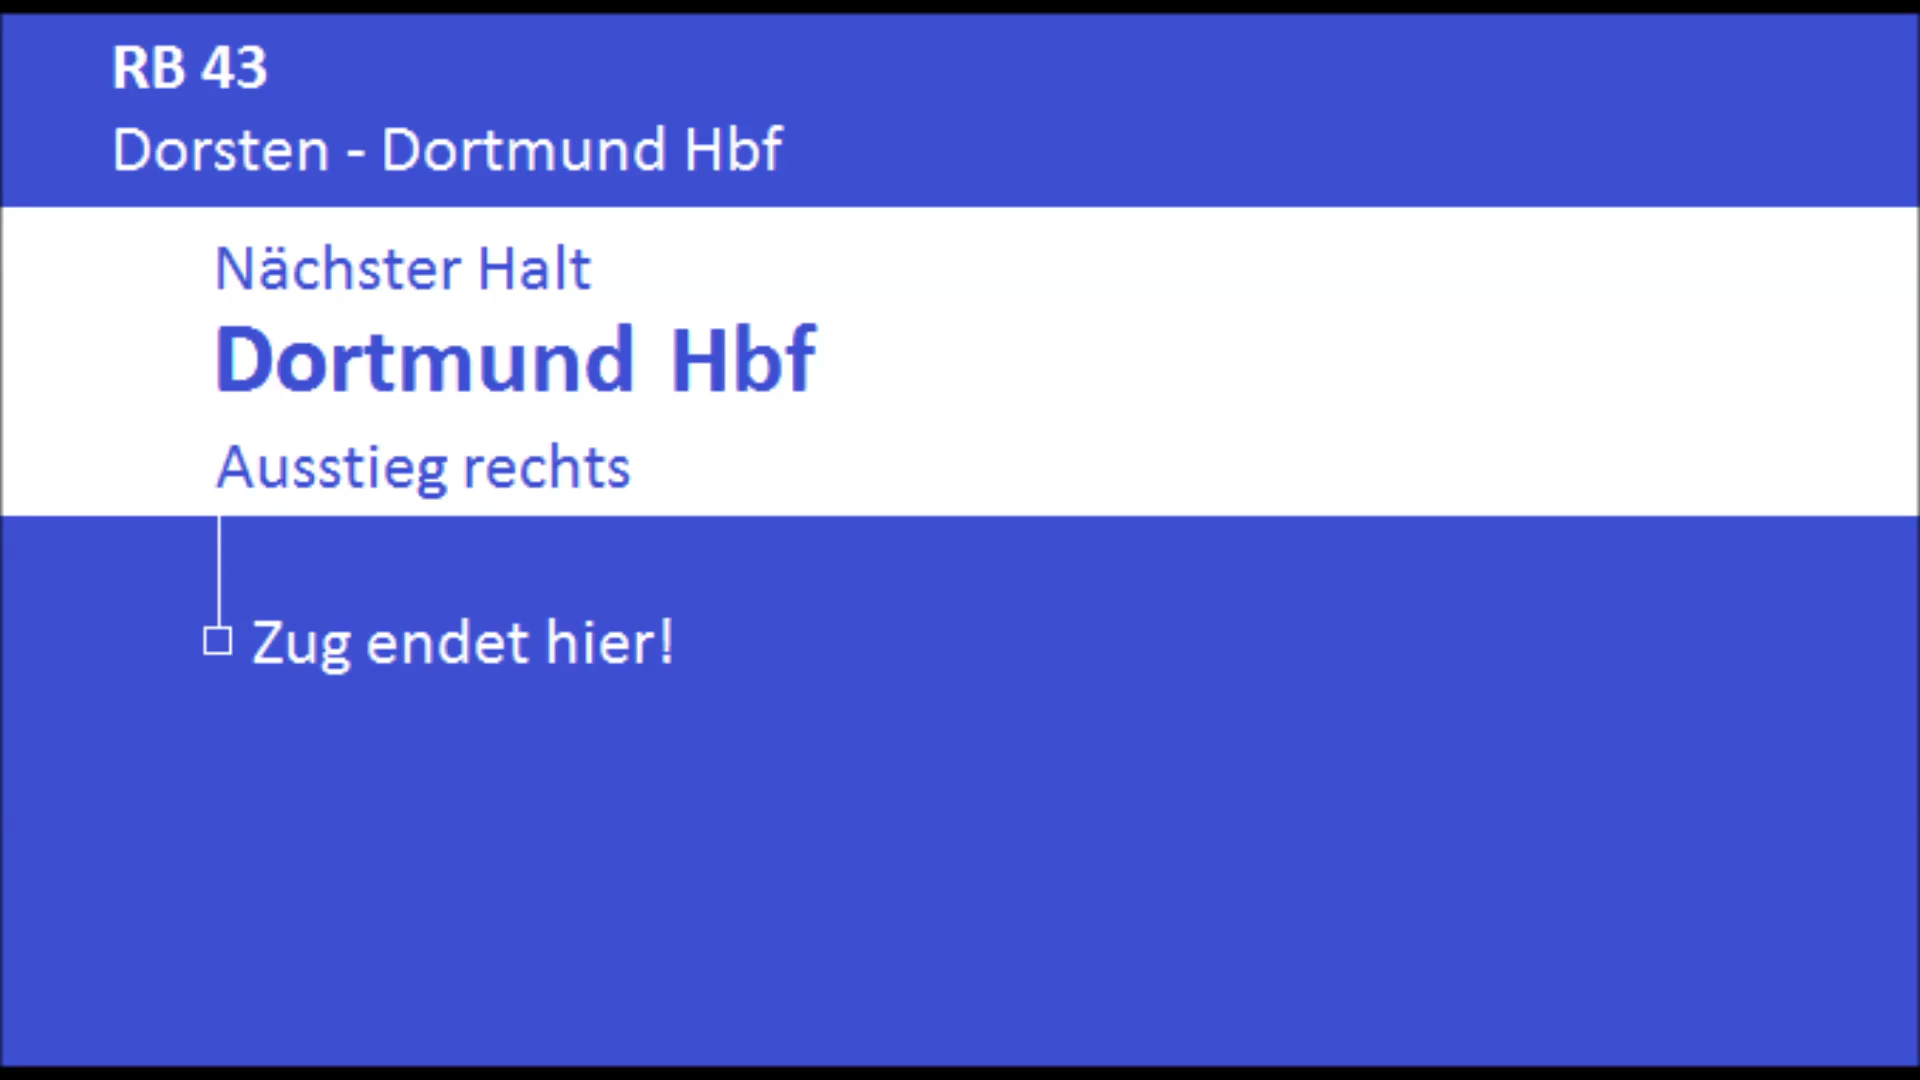 RB 43
Dorsten - Dortmund Hbf
Nächster Halt
Dortmund Hbf
Ausstieg rechts
Zug endet hier!